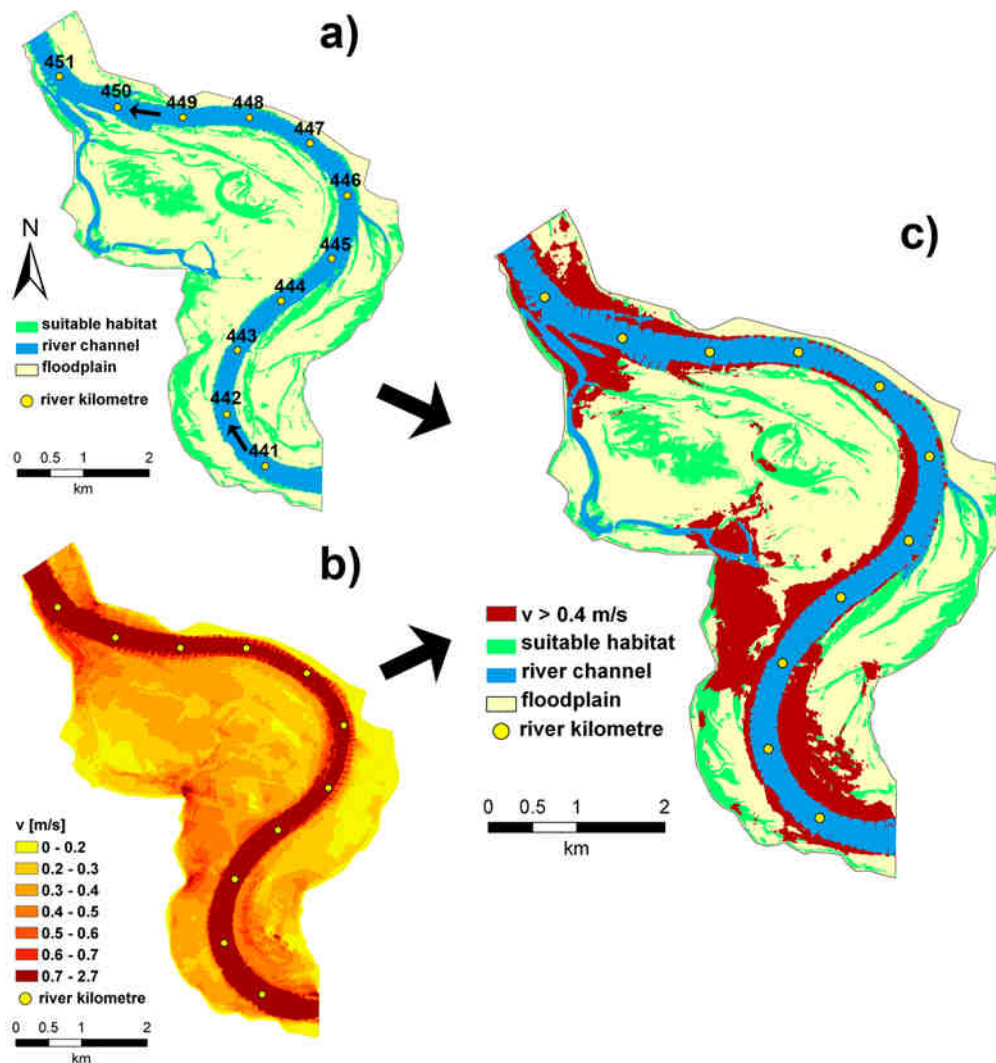 a)
451
450
449
448
447
446
445
444
443
442
441
N
suitable habitat
river channel
floodplain
river kilometre
0 0.5 1 2
km
b)
v [m/s]
0 - 0.2
0.2 - 0.3
0.3 - 0.4
0.4 - 0.5
0.5 - 0.6
0.6 - 0.7
0.7 - 2.7
river kilometre
0 0.5 1 2
km
c)
v > 0.4 m/s
suitable habitat
river channel
floodplain
river kilometre
0 0.5 1 2
km